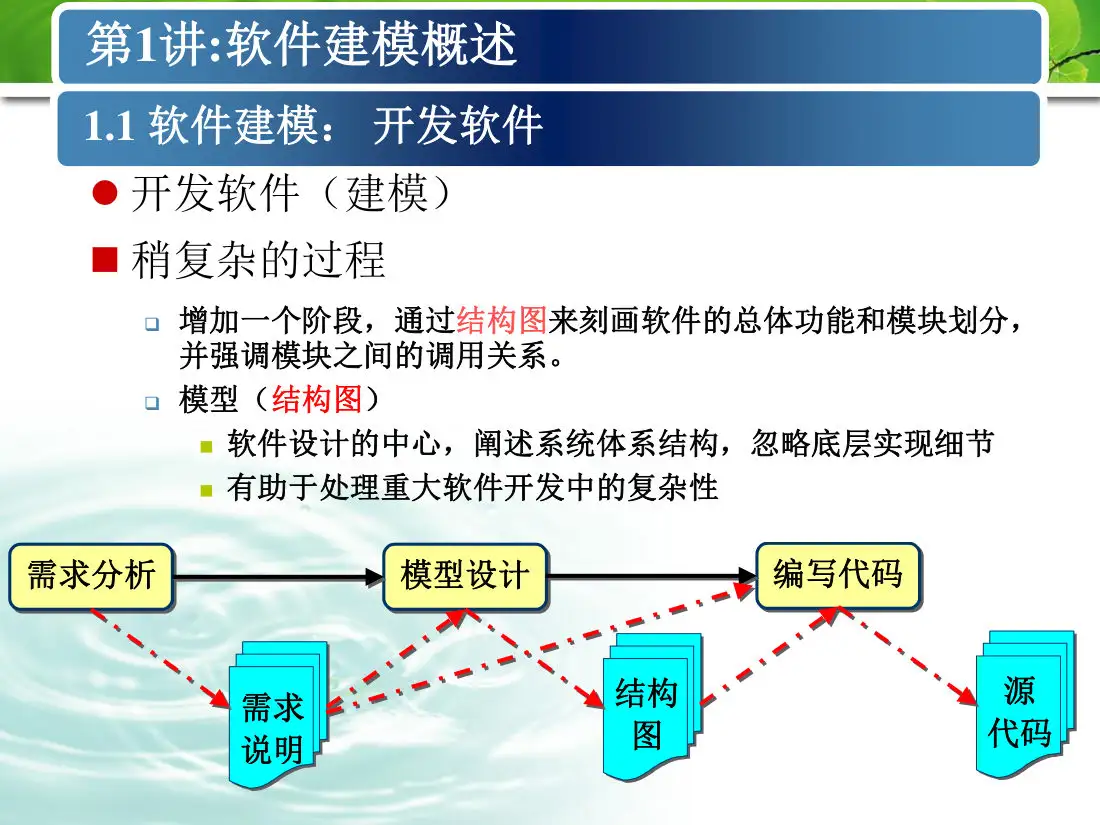 第1讲:软件建模概述
1.1 软件建模： 开发软件
开发软件（建模）
稍复杂的过程
增加一个阶段，通过结构图来刻画软件的总体功能和模块划分，
并强调模块之间的调用关系。
模型（结构图）
软件设计的中心，阐述系统体系结构，忽略底层实现细节
有助于处理重大软件开发中的复杂性
需求分析
模型设计
编写代码
需求
说明
结构
图
源
代码